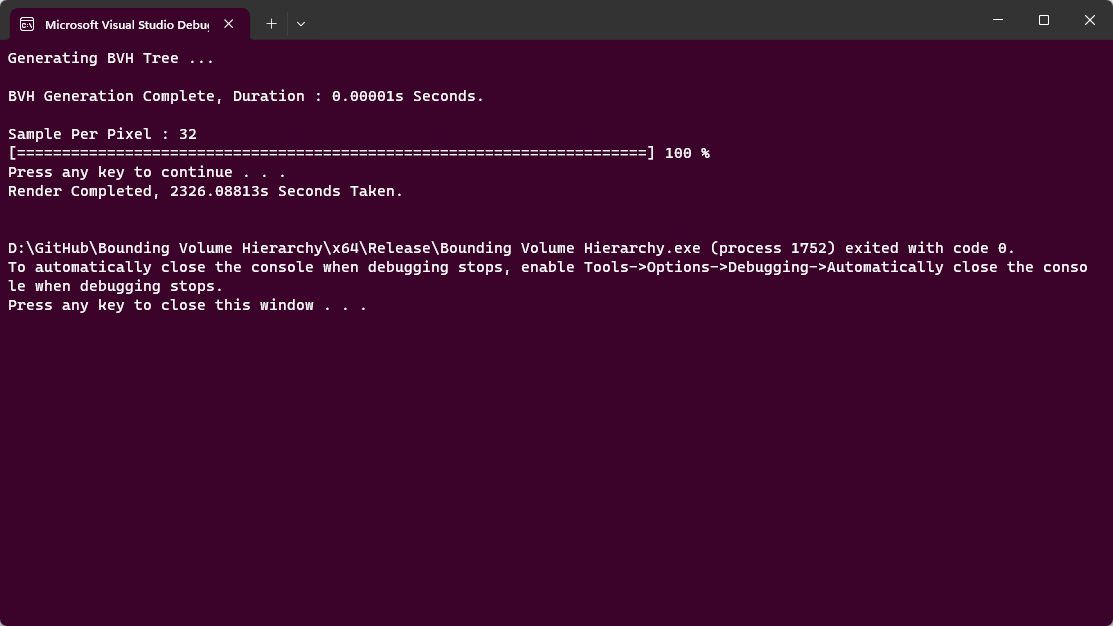 Microsoft Visual Studio Debu
Generating BVH Tree ...
BVH Generation Complete, Duration : 0.00001s Seconds.
Sample Per Pixel : 32
[======================================================================] 100 %
Press any key to continue . . .
Render Completed, 2326.08813s Seconds Taken.
D:\GitHub\Bounding Volume Hierarchy\x64\Release\Bounding Volume Hierarchy.exe (process 1752) exited with code 0.
To automatically close the console when debugging stops, enable Tools->Options->Debugging->Automatically close the conso
le when debugging stops.
Press any key to close this window . . .